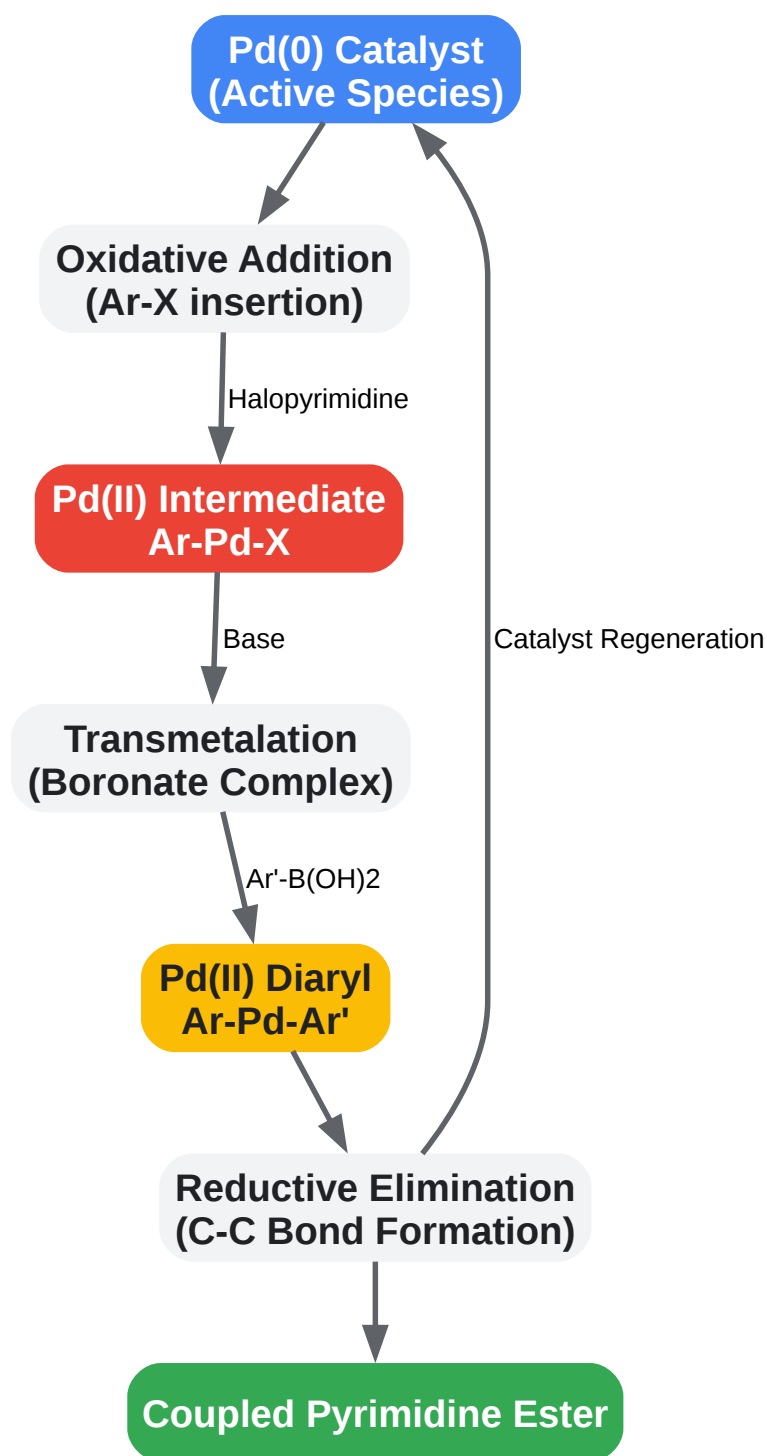 Pd(0) Catalyst
(Active Species)
Oxidative Addition
(Ar-X insertion)
Halopyrimidine
Pd(II) Intermediate
Ar-Pd-X
Base
Catalyst Regeneration
Transmetalation
(Boronate Complex)
Ar'-B(OH)2
Pd(II) Diaryl
Ar-Pd-Ar'
Reductive Elimination
(C-C Bond Formation)
Coupled Pyrimidine Ester